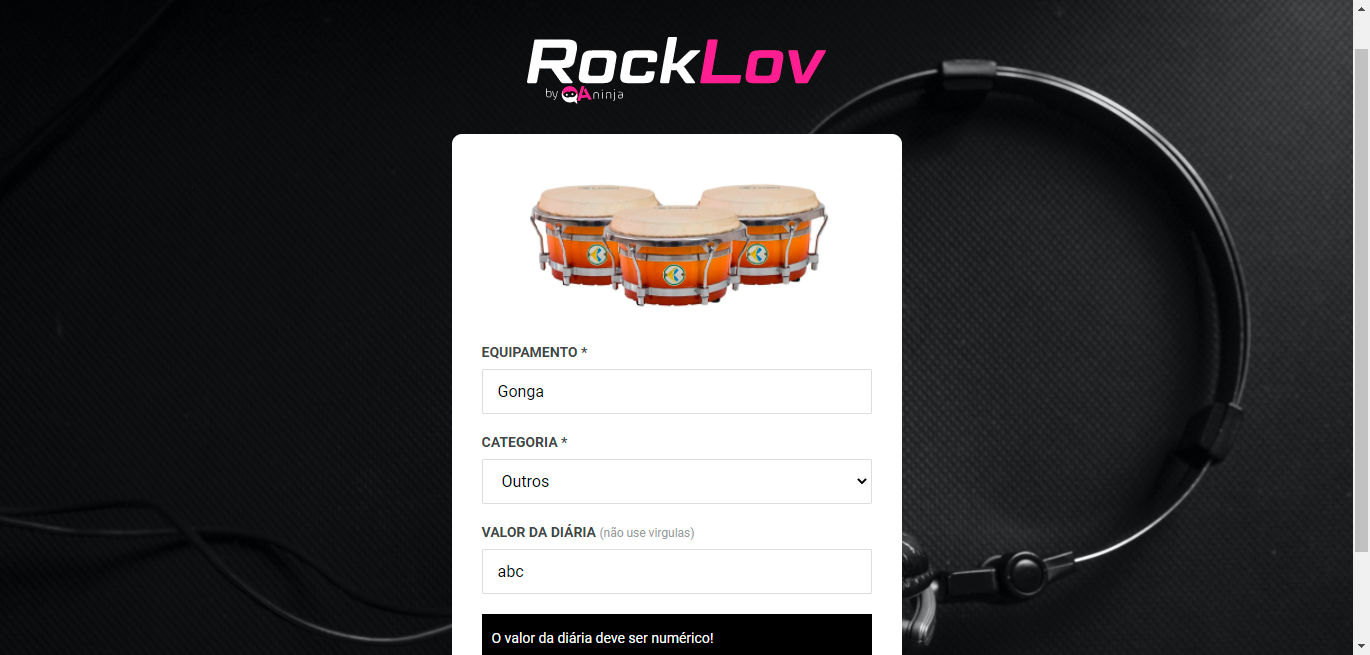 RockLov
by QAninja
EQUIPAMENTO *
Gonga
CATEGORIA *
Outros
VALOR DA DIÁRIA (não use virgulas)
abc
O valor da diária deve ser numérico!